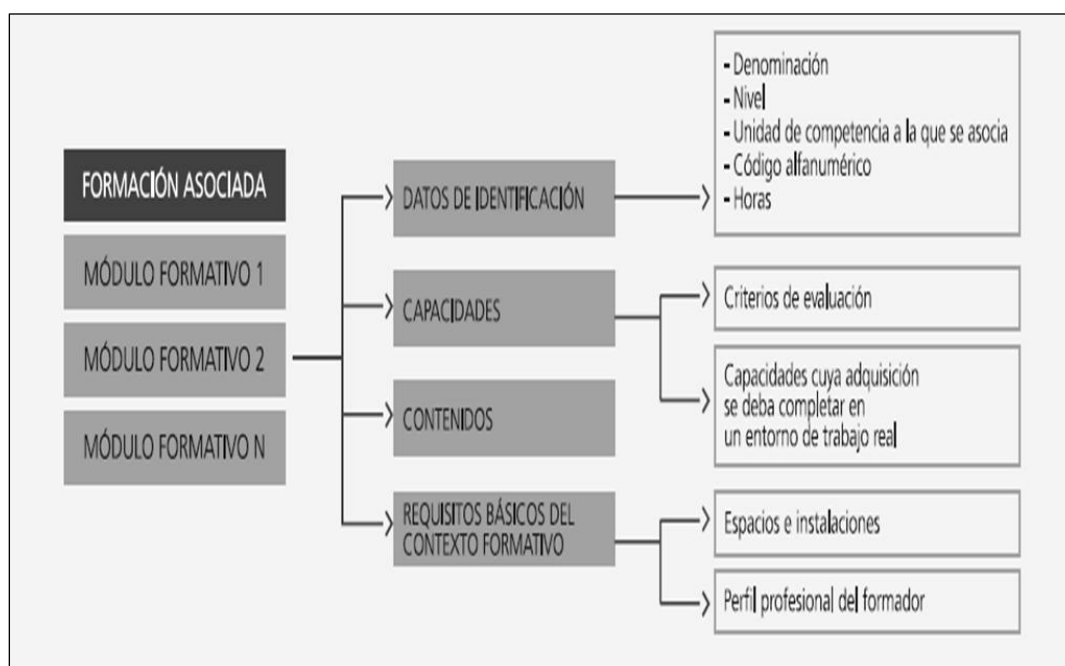 FORMACIÓN ASOCIADA
MÓDULO FORMATIVO 1
MÓDULO FORMATIVO 2
MÓDULO FORMATIVO N
DATOS DE IDENTIFICACIÓN
CAPACIDADES
CONTENIDOS
REQUISITOS BÁSICOS DEL
CONTEXTO FORMATIVO
- Denominación
- Nivel
- Unidad de competencia a la que se asocia
- Código alfanumérico
- Horas
Criterios de evaluación
Capacidades cuya adquisición
se deba completar en
un entorno de trabajo real
Espacios e instalaciones
Perfil profesional del formador